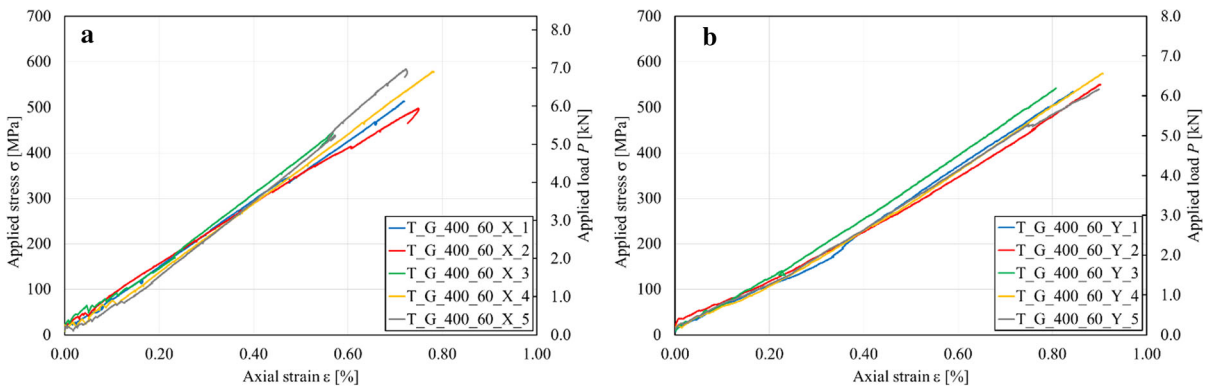 a
700
600
500
400
300
200
100
0
Applied stress σ [MPa]
8.0
7.0
6.0
5.0
4.0
3.0
2.0
1.0
0.0
Applied load P [kN]
T_G_400_60_X_1
T_G_400_60_X_2
T_G_400_60_X_3
T_G_400_60_X_4
T_G_400_60_X_5
0.00 0.20 0.40 0.60 0.80 1.00
Axial strain ε [%]
b
700
600
500
400
300
200
100
0
Applied stress σ [MPa]
8.0
7.0
6.0
5.0
4.0
3.0
2.0
1.0
0.0
Applied load P [kN]
T_G_400_60_Y_1
T_G_400_60_Y_2
T_G_400_60_Y_3
T_G_400_60_Y_4
T_G_400_60_Y_5
0.00 0.20 0.40 0.60 0.80 1.00
Axial strain ε [%]